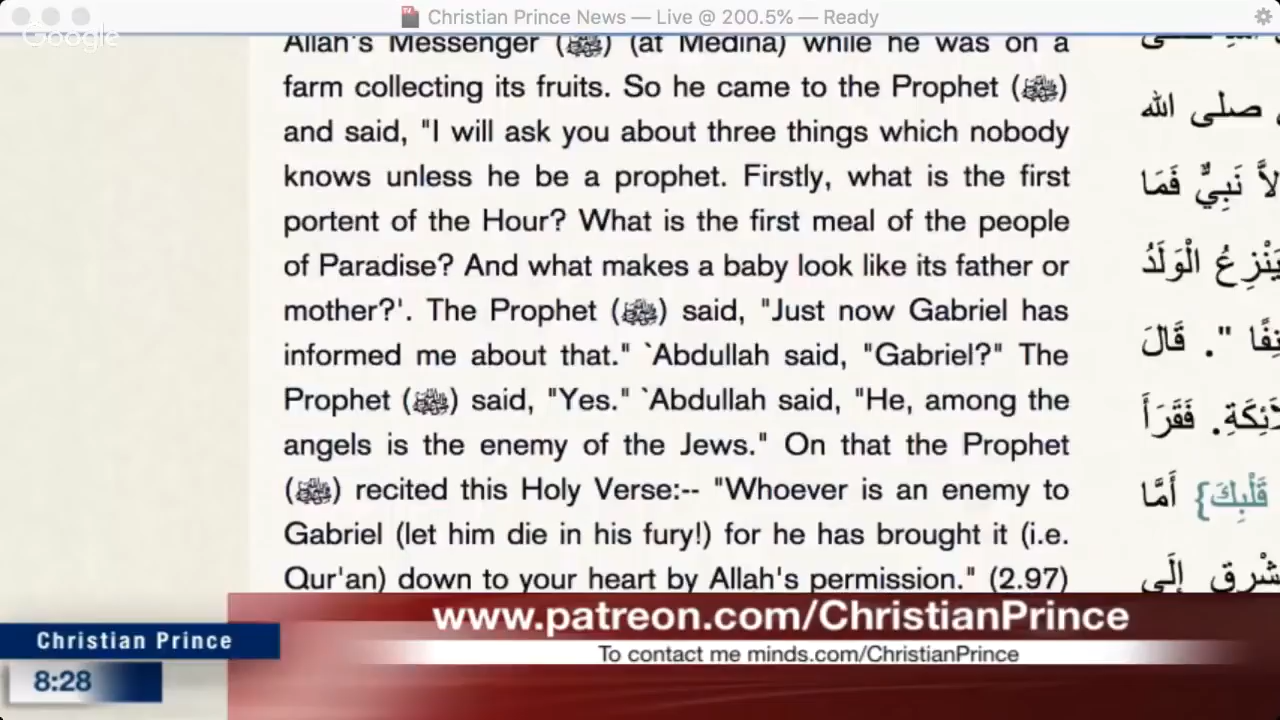 Christian Prince News — Live @ 200.5% — Ready
Google
Allah's Messenger (ﷺ) (at Medina) while he was on a
farm collecting its fruits. So he came to the Prophet (ﷺ)
and said, "I will ask you about three things which nobody
knows unless he be a prophet. Firstly, what is the first
portent of the Hour? What is the first meal of the people
of Paradise? And what makes a baby look like its father or
mother?'. The Prophet (ﷺ) said, "Just now Gabriel has
informed me about that." `Abdullah said, "Gabriel?" The
Prophet (ﷺ) said, "Yes." `Abdullah said, "He, among the
angels is the enemy of the Jews." On that the Prophet
(ﷺ) recited this Holy Verse:-- "Whoever is an enemy to
Gabriel (let him die in his fury!) for he has brought it (i.e.
Qur'an) down to your heart by Allah's permission." (2.97)
صلى الله
نَبِيٌّ فَمَا
يَنْزِعُ الْوَلَدُ
". قَالَ
فَقَرَأَ
قَلْبِكَ} أَمَّا
إِلَى
www.patreon.com/ChristianPrince
To contact me minds.com/ChristianPrince
Christian Prince
8:28